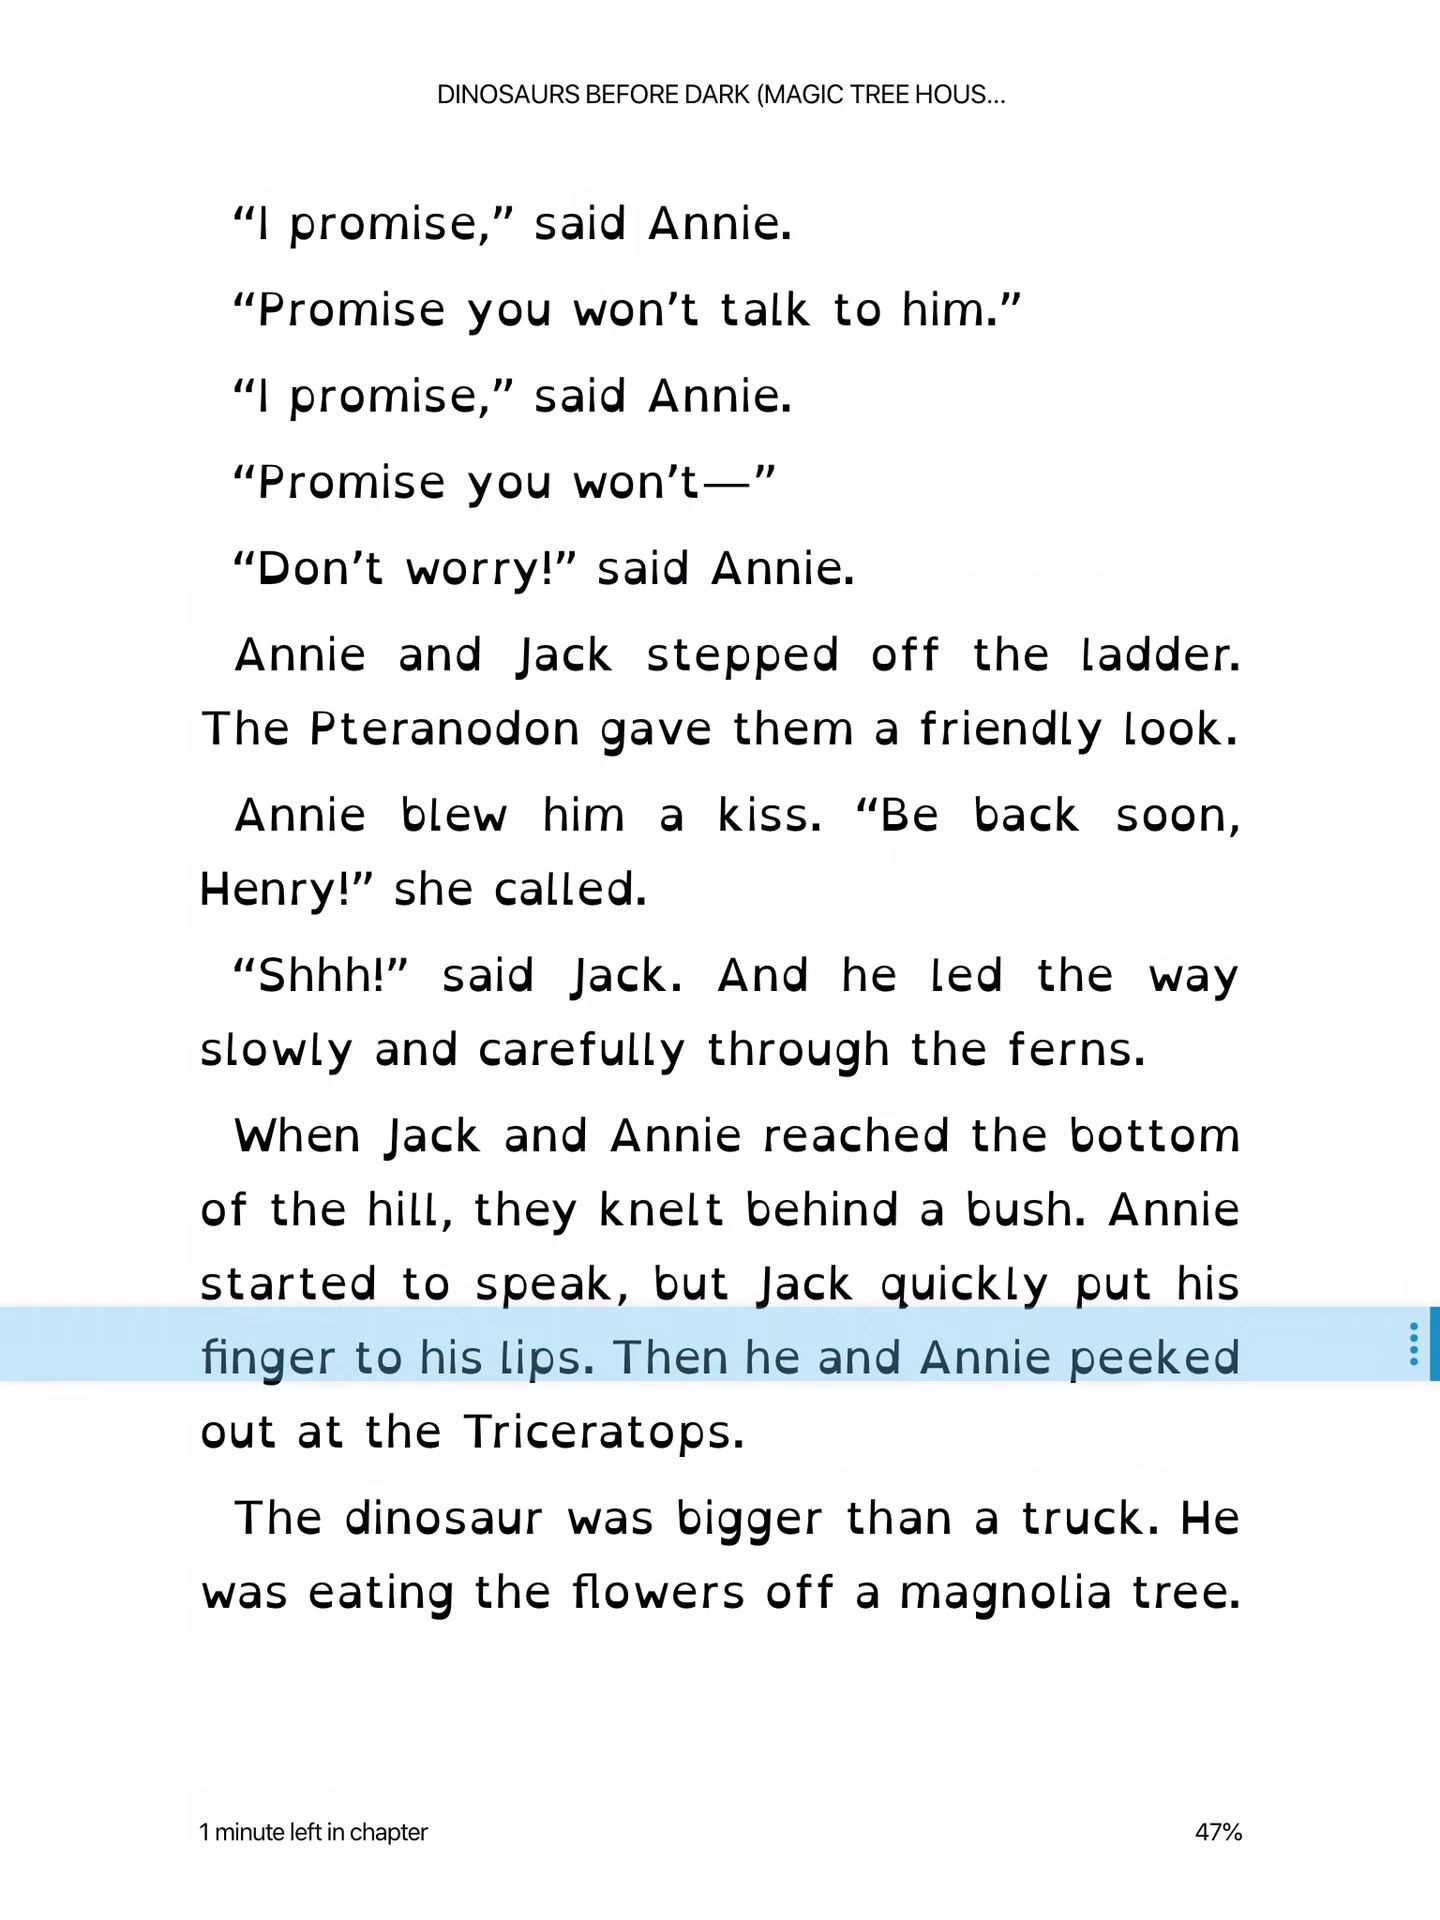 DINOSAURS BEFORE DARK (MAGIC TREE HOUS...
“I promise,” said Annie.
“Promise you won’t talk to him.”
“I promise,” said Annie.
“Promise you won’t—”
“Don’t worry!” said Annie.
Annie and Jack stepped off the ladder.
The Pteranodon gave them a friendly look.
Annie blew him a kiss. “Be back soon,
Henry!” she called.
“Shhh!” said Jack. And he led the way
slowly and carefully through the ferns.
When Jack and Annie reached the bottom
of the hill, they knelt behind a bush. Annie
started to speak, but Jack quickly put his
finger to his lips. Then he and Annie peeked
out at the Triceratops.
The dinosaur was bigger than a truck. He
was eating the flowers off a magnolia tree.
1 minute left in chapter
47%